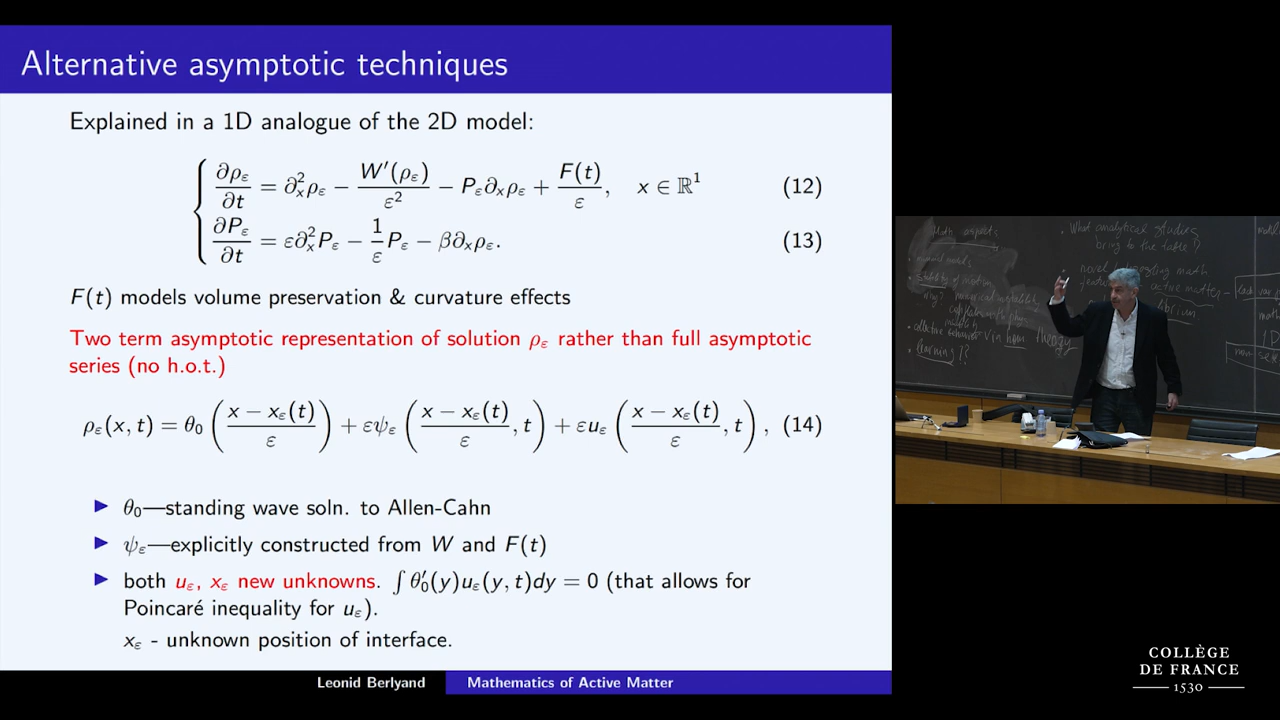 Alternative asymptotic techniques
Explained in a 1D analogue of the 2D model:
∂ρ_ε/∂t = ∂_x^2 ρ_ε − W′(ρ_ε)/ε^2 − P_ε ∂_x ρ_ε + F(t)/ε, x ∈ ℝ^1 (12)
∂P_ε/∂t = ε∂_x^2 P_ε − 1/ε P_ε − β∂_x ρ_ε. (13)
F(t) models volume preservation & curvature effects
Two term asymptotic representation of solution ρ_ε rather than full asymptotic
series (no h.o.t.)
ρ_ε(x, t) = θ_0 ((x − x_ε(t))/ε) + εψ_ε ((x − x_ε(t))/ε, t) + εu_ε ((x − x_ε(t))/ε, t), (14)
▶ θ_0—standing wave soln. to Allen-Cahn
▶ ψ_ε—explicitly constructed from W and F(t)
▶ both u_ε, x_ε new unknowns. ∫ θ′_0(y)u_ε(y, t)dy = 0 (that allows for
Poincaré inequality for u_ε).
x_ε - unknown position of interface.
Leonid Berlyand Mathematics of Active Matter
Math aspects
What analytical studies
bring to the table?
active matter
learning??
COLLÈGE
DE FRANCE
1530